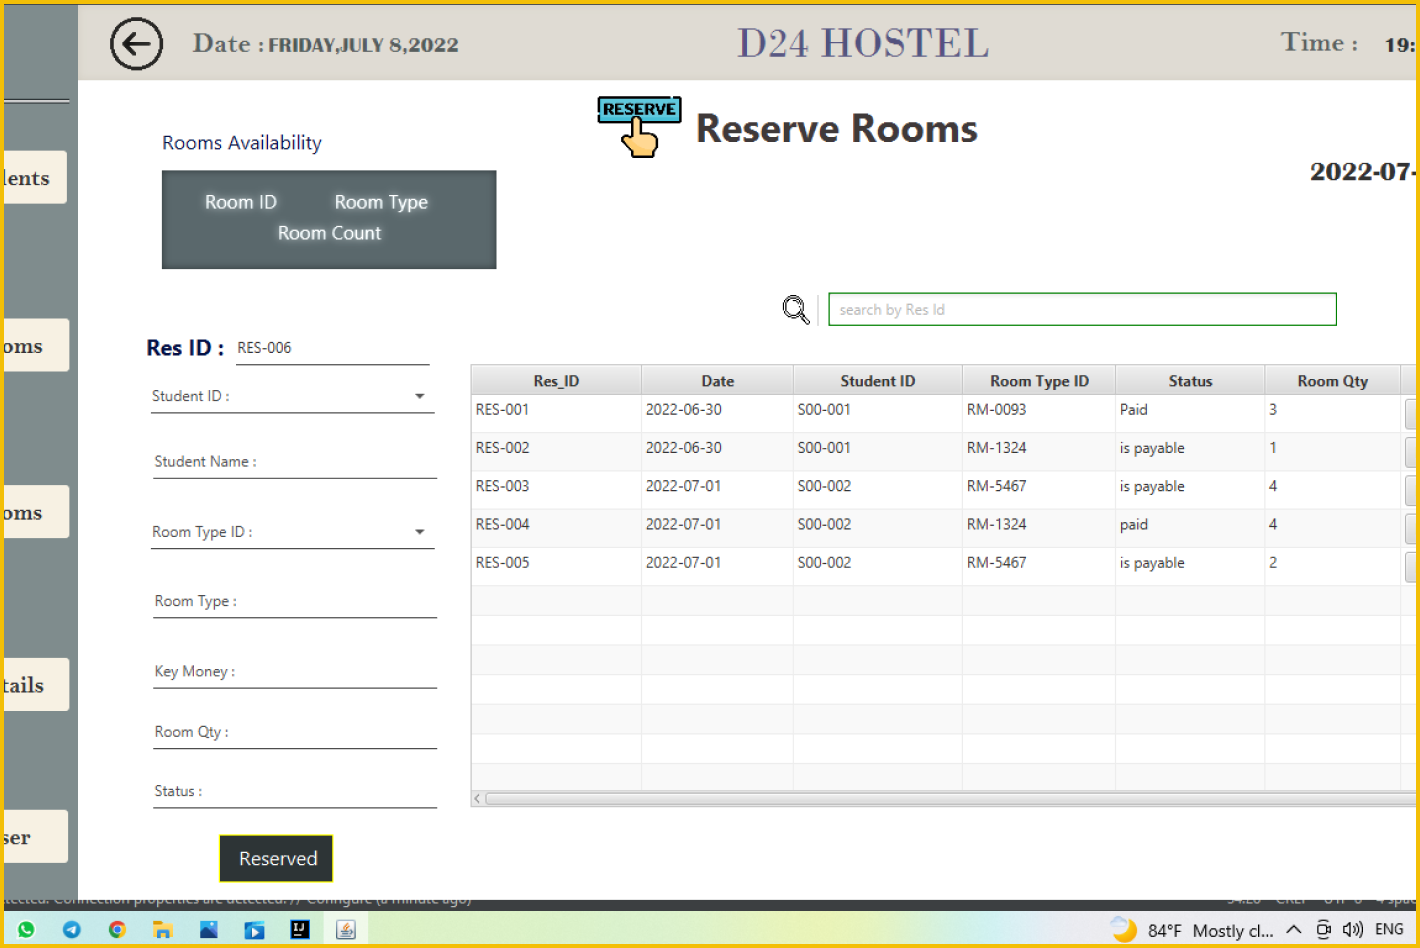 Date : FRIDAY,JULY 8,2022
D24 HOSTEL
Time : 19:
RESERVE
Reserve Rooms
2022-07-
Rooms Availability
Room ID Room Type
Room Count
search by Res Id
lents
oms
oms
tails
ser
Res ID : RES-006
Student ID :
Student Name :
Room Type ID :
Room Type :
Key Money :
Room Qty :
Status :
Reserved
Res_ID Date Student ID Room Type ID Status Room Qty
RES-001 2022-06-30 S00-001 RM-0093 Paid 3
RES-002 2022-06-30 S00-001 RM-1324 is payable 1
RES-003 2022-07-01 S00-002 RM-5467 is payable 4
RES-004 2022-07-01 S00-002 RM-1324 paid 4
RES-005 2022-07-01 S00-002 RM-5467 is payable 2
84°F Mostly cl... ENG